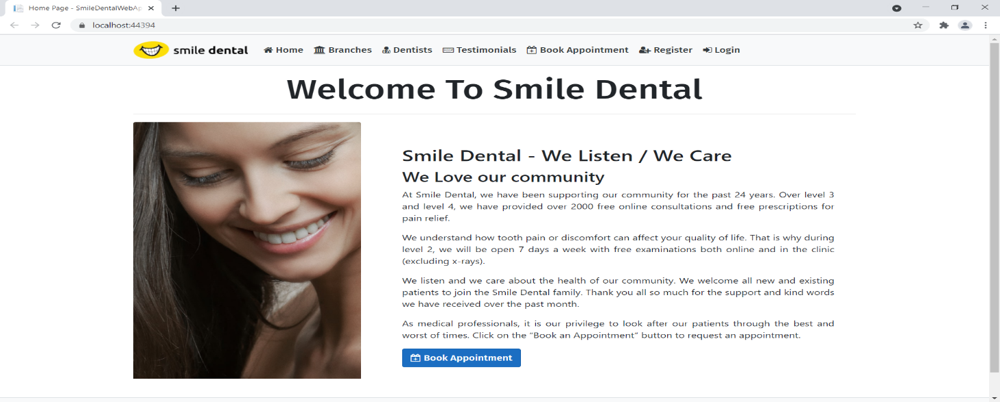 Home Page - SmileDentalWebAp
localhost:44394
smile dental
Home
Branches
Dentists
Testimonials
Book Appointment
Register
Login
Welcome To Smile Dental
Smile Dental - We Listen / We Care
We Love our community
At Smile Dental, we have been supporting our community for the past 24 years. Over level 3
and level 4, we have provided over 2000 free online consultations and free prescriptions for
pain relief.
We understand how tooth pain or discomfort can affect your quality of life. That is why during
level 2, we will be open 7 days a week with free examinations both online and in the clinic
(excluding x-rays).
We listen and we care about the health of our community. We welcome all new and existing
patients to join the Smile Dental family. Thank you all so much for the support and kind words
we have received over the past month.
As medical professionals, it is our privilege to look after our patients through the best and
worst of times. Click on the “Book an Appointment” button to request an appointment.
Book Appointment